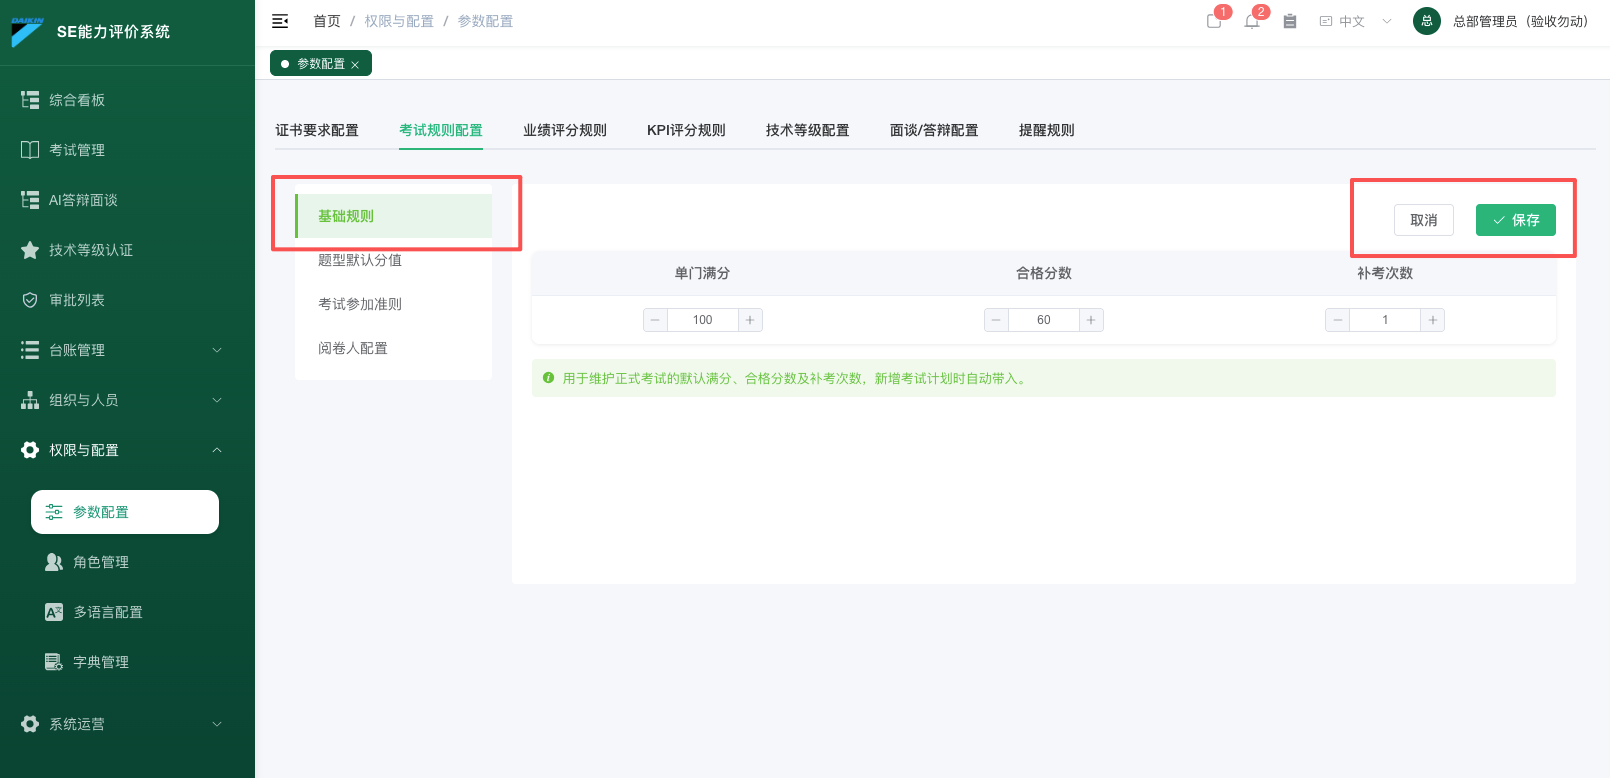 DAIKIN
SE能力评价系统
首页 / 权限与配置 / 参数配置
1
2
中文
总
总部管理员（验收勿动）
参数配置
综合看板
考试管理
AI答辩面谈
技术等级认证
审批列表
台账管理
组织与人员
权限与配置
参数配置
角色管理
多语言配置
字典管理
系统运营
证书要求配置 考试规则配置 业绩评分规则 KPI评分规则 技术等级配置 面谈/答辩配置 提醒规则
基础规则
题型默认分值
考试参加准则
阅卷人配置
取消 保存
单门满分 合格分数 补考次数
100 60 1
用于维护正式考试的默认满分、合格分数及补考次数，新增考试计划时自动带入。